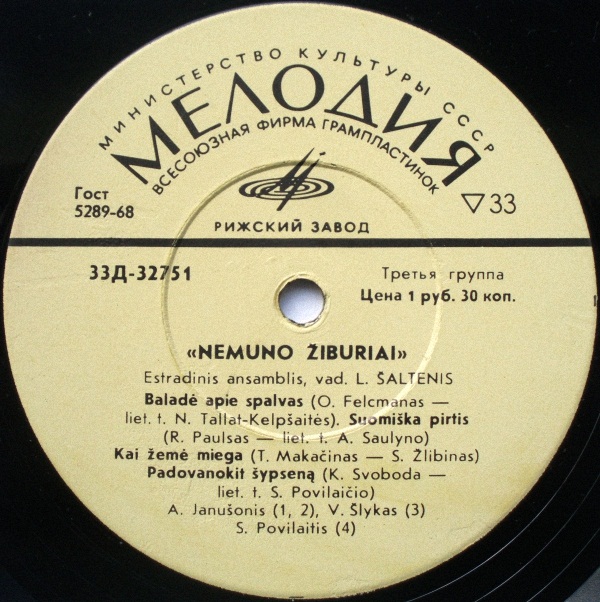 МИНИСТЕРСТВО КУЛЬТУРЫ СССР
МЕЛОДИЯ
ВСЕСОЮЗНАЯ ФИРМА ГРАМПЛАСТИНОК
Гост
5289-68
▽33
РИЖСКИЙ ЗАВОД
33Д-32751
Третья группа
Цена 1 руб. 30 коп.
«NEMUNO ŽIBURIAI»
Estradinis ansamblis, vad. L. ŠALTENIS
Baladė apie spalvas (O. Felcmanas —
liet. t. N. Tallat-Kelpšaitės). Suomiška pirtis
(R. Paulsas — liet. t. A. Saulyno)
Kai žemė miega (T. Makačinas — S. Žlibinas)
Padovanokit šypseną (K. Svoboda —
liet. t. S. Povilaičio)
A. Janušonis (1, 2), V. Šlykas (3)
S. Povilaitis (4)